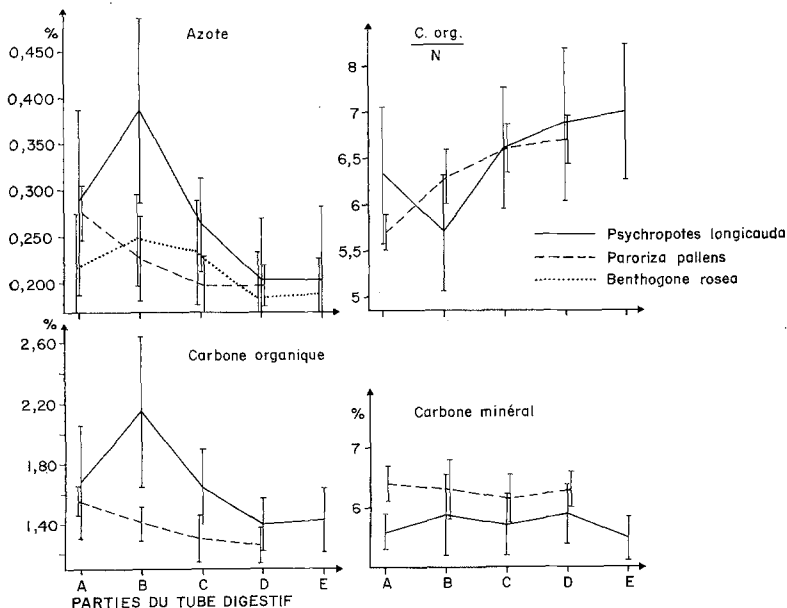 %
Azote
0,450
0,400
0,350
0,300
0,250
0,200
C. org.
N
8
7
6,5
6
5,5
5
Psychropotes longicauda
Paroriza pallens
Benthogone rosea
%
Carbone organique
2,60
2,20
1,80
1,40
A B C D E
PARTIES DU TUBE DIGESTIF
%
Carbone minéral
7
6
A B C D E